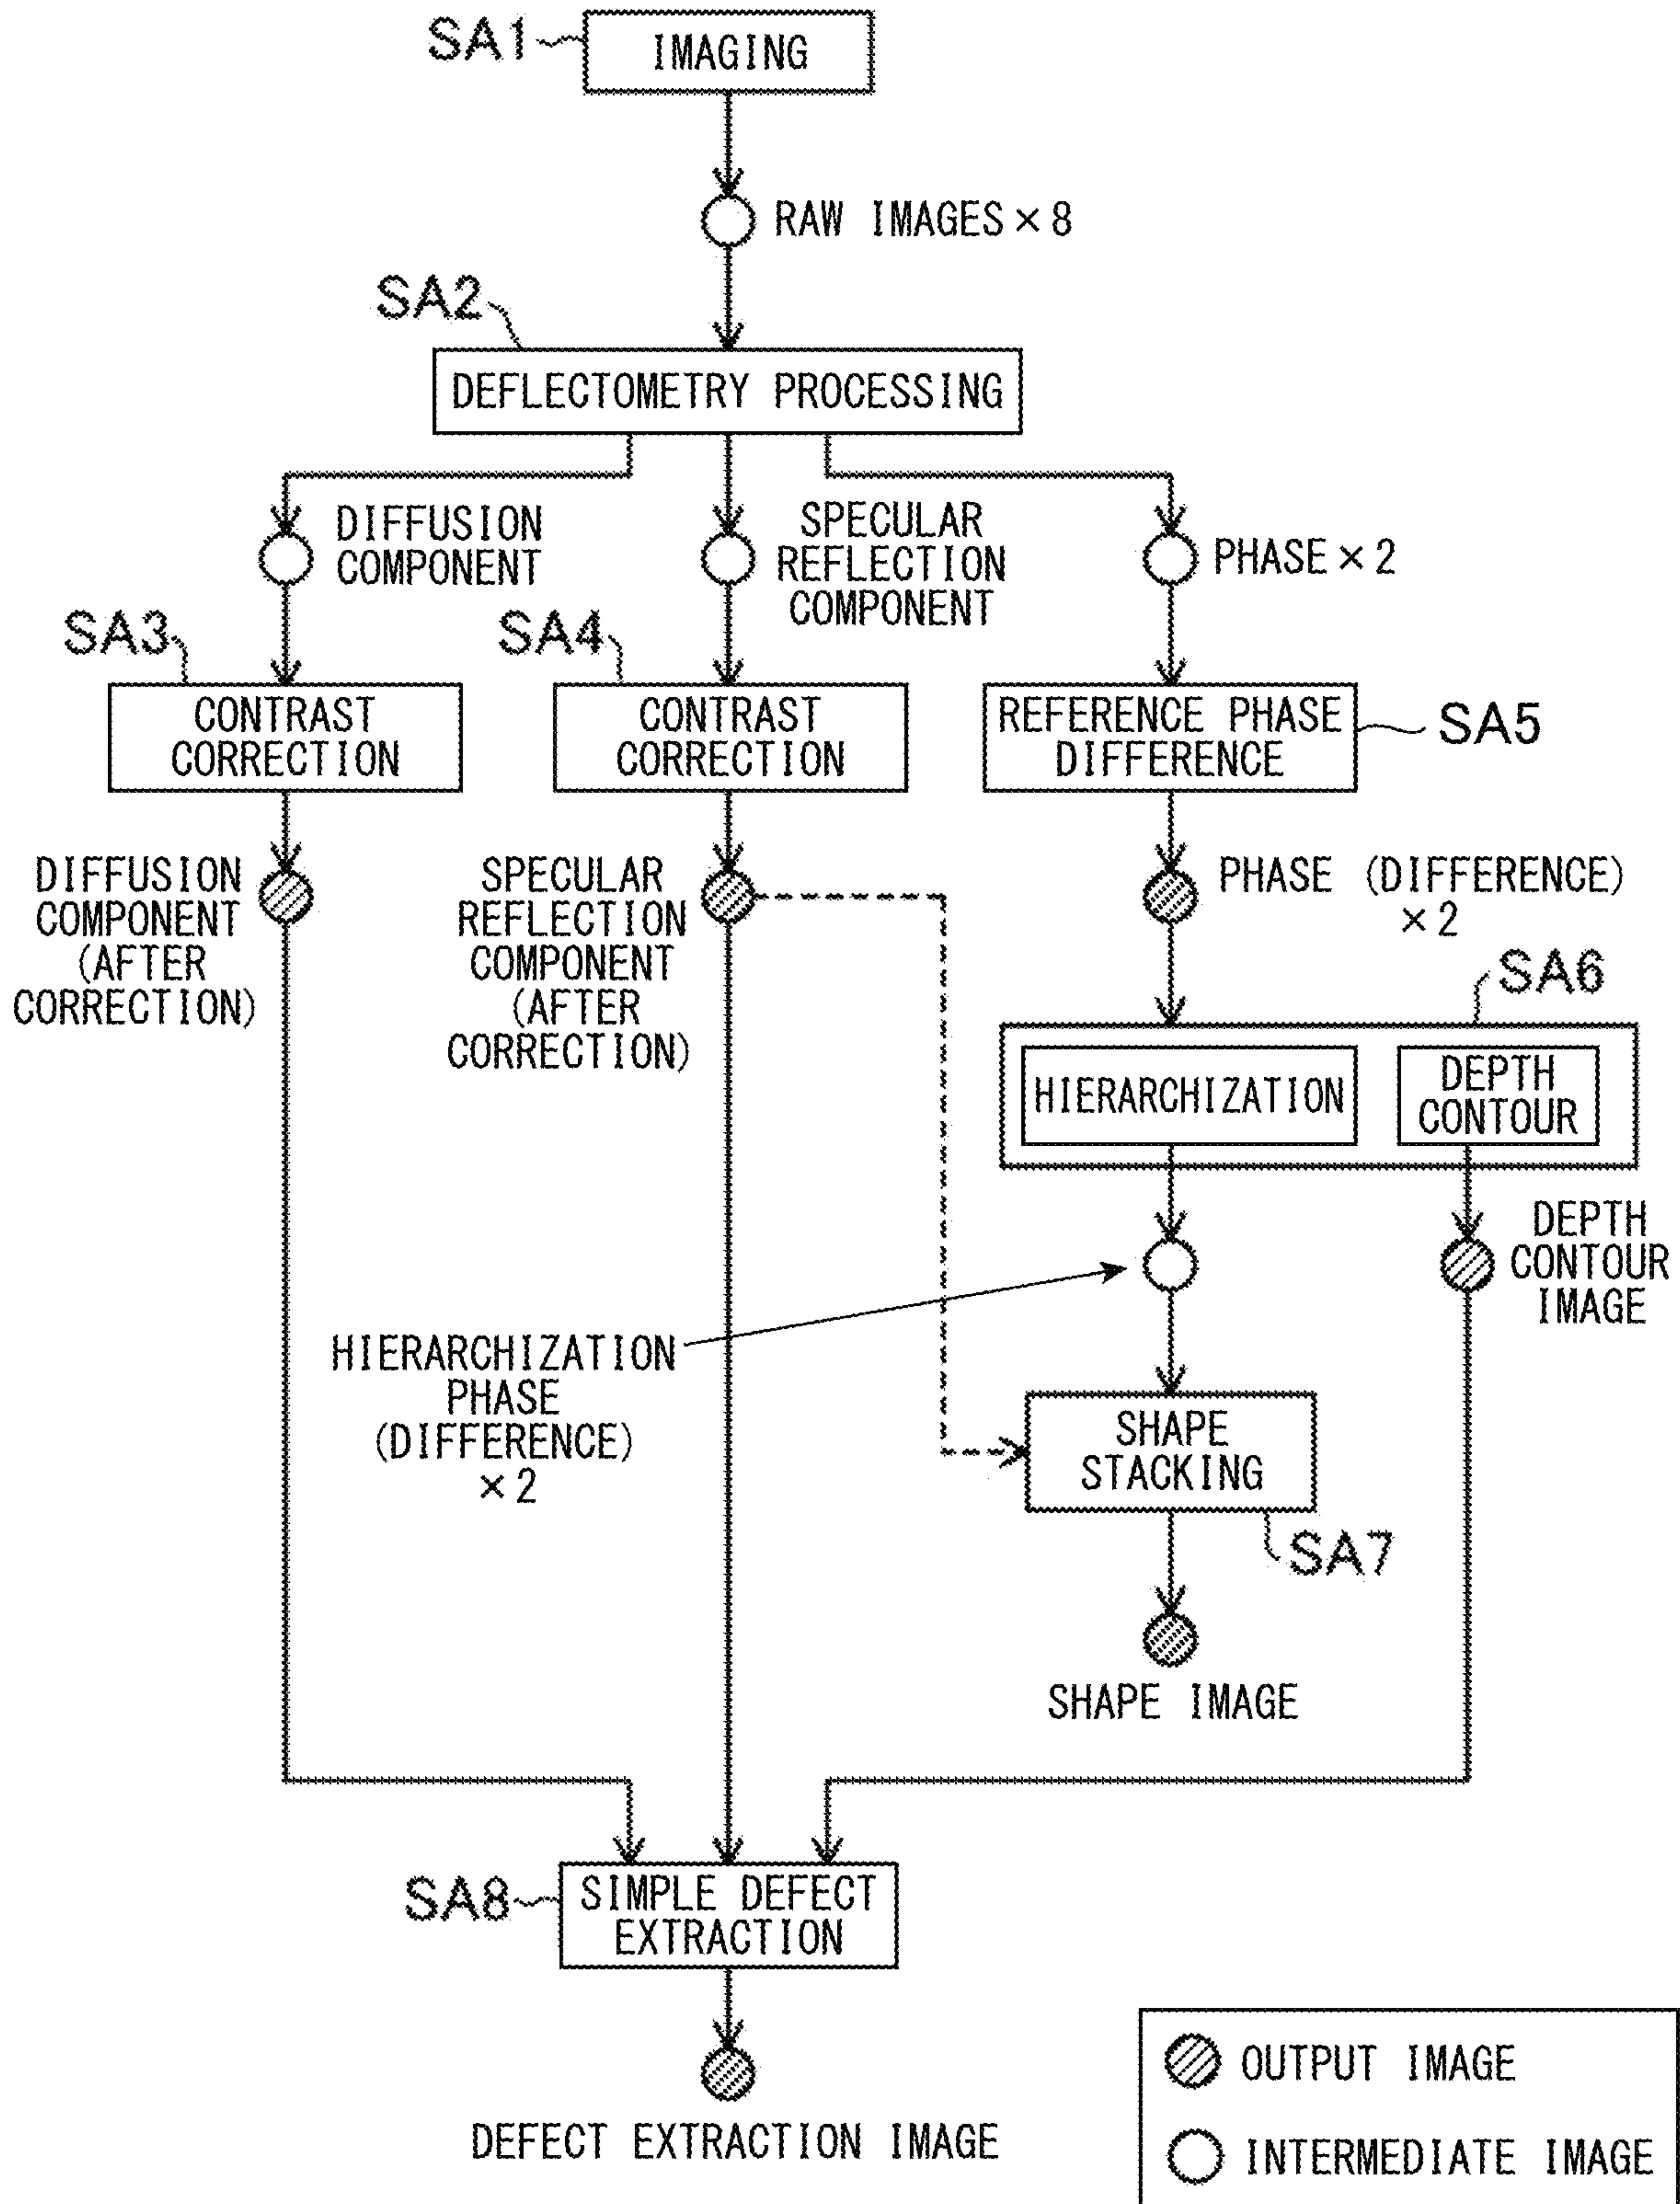 SA1
IMAGING
RAW IMAGES×8
SA2
DEFLECTOMETRY PROCESSING
DIFFUSION
COMPONENT
SPECULAR
REFLECTION
COMPONENT
PHASE×2
SA3
CONTRAST
CORRECTION
SA4
CONTRAST
CORRECTION
REFERENCE PHASE
DIFFERENCE
SA5
DIFFUSION
COMPONENT
(AFTER
CORRECTION)
SPECULAR
REFLECTION
COMPONENT
(AFTER
CORRECTION)
PHASE (DIFFERENCE)
×2
SA6
HIERARCHIZATION
DEPTH
CONTOUR
DEPTH
CONTOUR
IMAGE
HIERARCHIZATION
PHASE
(DIFFERENCE)
×2
SHAPE
STACKING
SA7
SHAPE IMAGE
SA8
SIMPLE DEFECT
EXTRACTION
DEFECT EXTRACTION IMAGE
OUTPUT IMAGE
INTERMEDIATE IMAGE